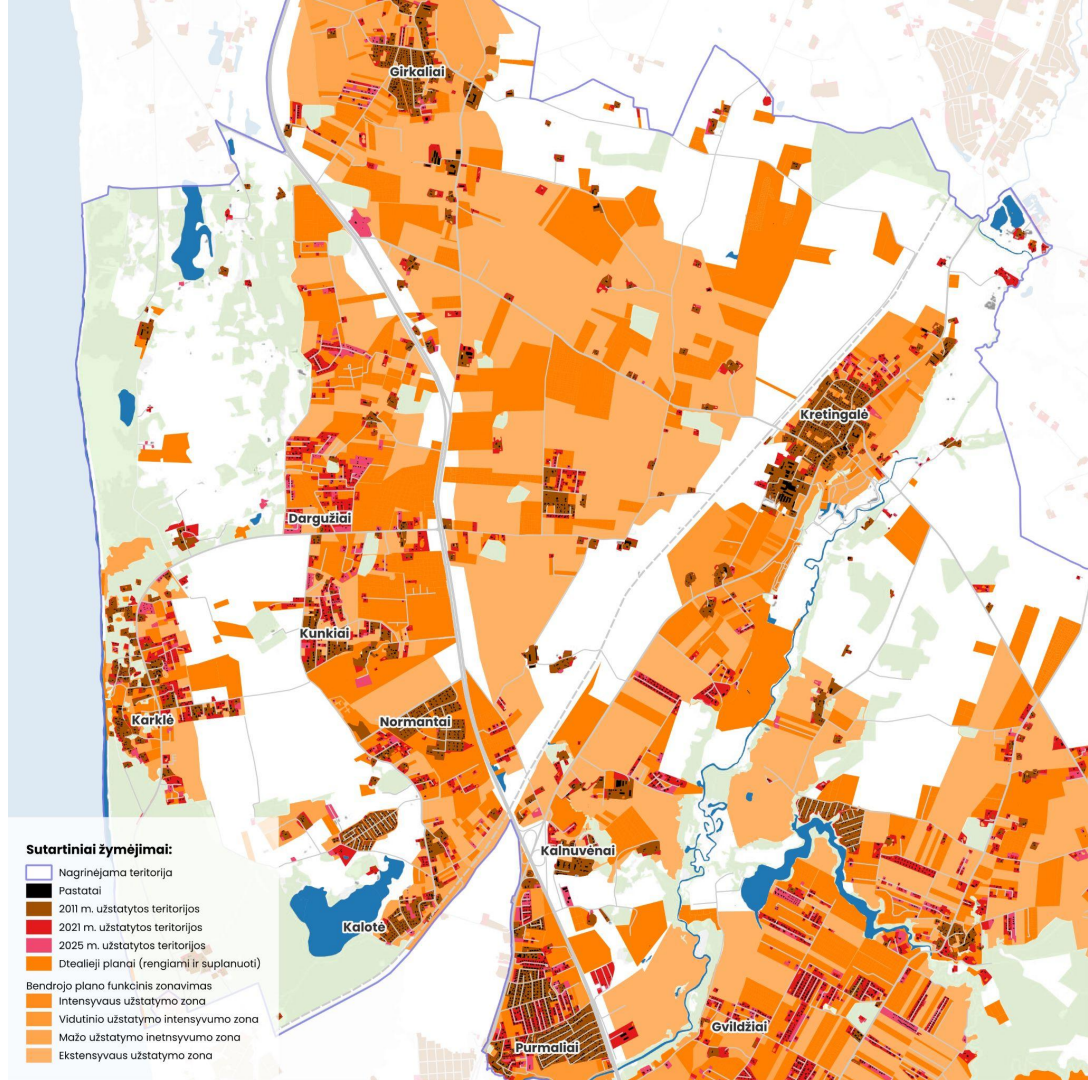 Girkaliai
Kretingalė
Dargužiai
Kunkiai
Karklė
Normantai
Kalnuvėnai
Kalotė
Gvildžiai
Purmaliai
Sutartiniai žymėjimai:
Nagrinėjama teritorija
Pastatai
2011 m. užstatytos teritorijos
2021 m. užstatytos teritorijos
2025 m. užstatytos teritorijos
Dtealieji planai (rengiami ir suplanuoti)
Bendrojo plano funkcinis zonavimas
Intensyvaus užstatymo zona
Vidutinio užstatymo intensyvumo zona
Mažo užstatymo inetnsyvumo zona
Ekstensyvaus užstatymo zona